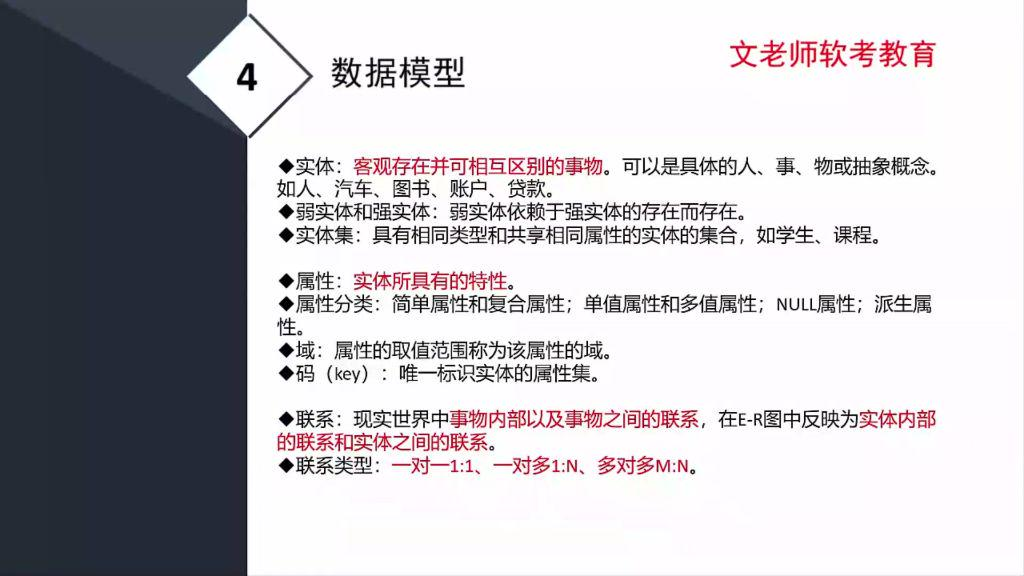 4
数据模型
文老师软考教育
◆实体：客观存在并可相互区别的事物。可以是具体的人、事、物或抽象概念。
如人、汽车、图书、账户、贷款。
◆弱实体和强实体：弱实体依赖于强实体的存在而存在。
◆实体集：具有相同类型和共享相同属性的实体的集合，如学生、课程。
◆属性：实体所具有的特性。
◆属性分类：简单属性和复合属性；单值属性和多值属性；NULL属性；派生属
性。
◆域：属性的取值范围称为该属性的域。
◆码（key）：唯一标识实体的属性集。
◆联系：现实世界中事物内部以及事物之间的联系，在E-R图中反映为实体内部
的联系和实体之间的联系。
◆联系类型：一对一1:1、一对多1:N、多对多M:N。